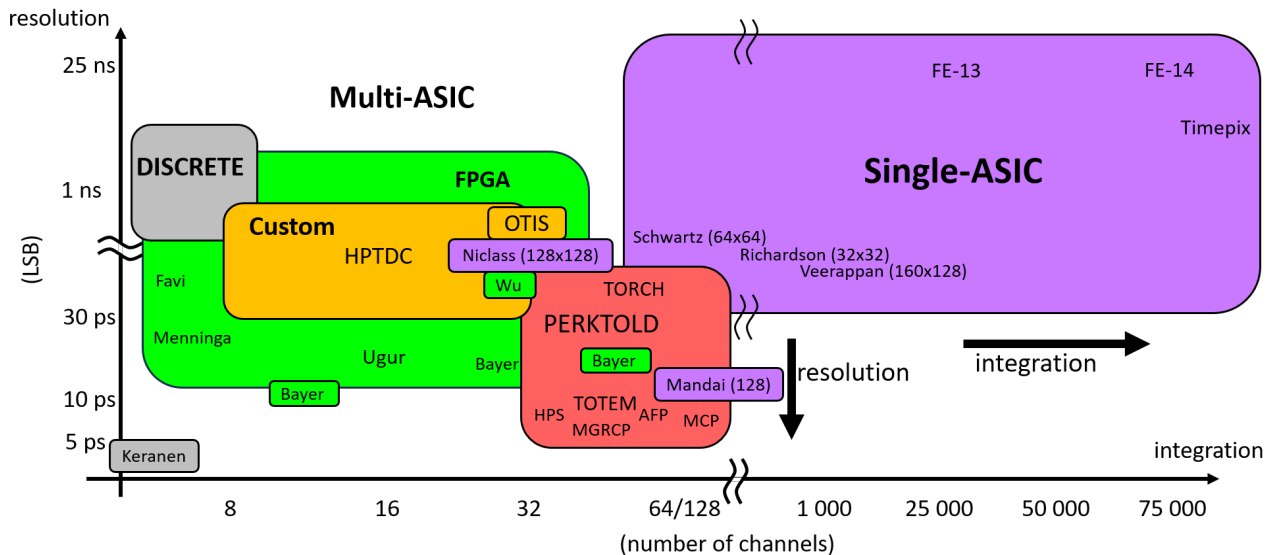 resolution
25 ns
FE-13
FE-14
Multi-ASIC
Timepix
DISCRETE
Single-ASIC
FPGA
1 ns
Custom
OTIS
Schwartz (64x64)
HPTDC
Niclass (128x128)
Richardson (32x32)
(LSB)
Veerappan (160x128)
Favi
Wu
TORCH
30 ps
PERKTOLD
Menninga
Ugur
Bayer
Bayer
integration
resolution
Mandai (128)
Bayer
10 ps
TOTEM
HPS
AFP
MCP
MGRCP
5 ps
Keranen
integration
8
16
32
64/128
1 000
25 000
50 000
75 000
(number of channels)